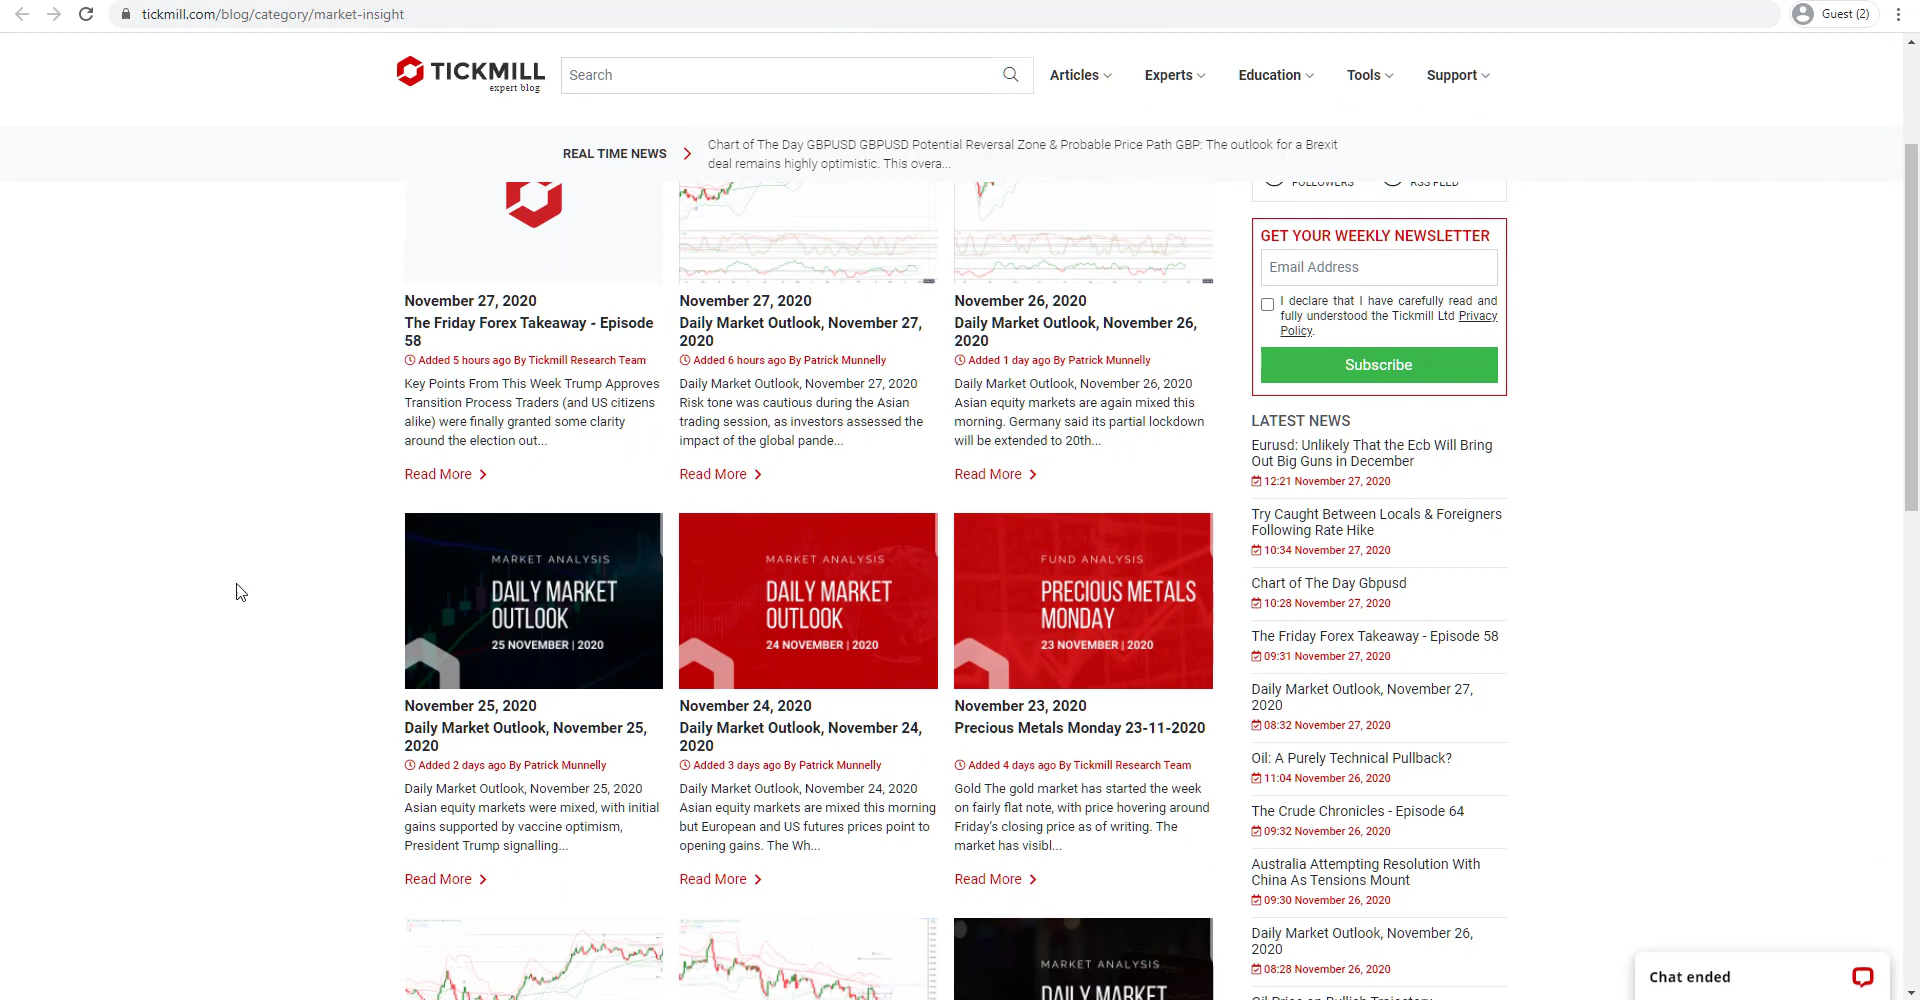 tickmill.com/blog/category/market-insight
Guest (2)
TICKMILL
expert blog
Search
Articles
Experts
Education
Tools
Support
REAL TIME NEWS
Chart of The Day GBPUSD GBPUSD Potential Reversal Zone & Probable Price Path GBP: The outlook for a Brexit
deal remains highly optimistic. This overa...
FOLLOWERS
RSS FEED
November 27, 2020
The Friday Forex Takeaway - Episode
58
Added 5 hours ago By Tickmill Research Team
Key Points From This Week Trump Approves
Transition Process Traders (and US citizens
alike) were finally granted some clarity
around the election out...
Read More
November 27, 2020
Daily Market Outlook, November 27,
2020
Added 6 hours ago By Patrick Munnelly
Daily Market Outlook, November 27, 2020
Risk tone was cautious during the Asian
trading session, as investors assessed the
impact of the global pande...
Read More
November 26, 2020
Daily Market Outlook, November 26,
2020
Added 1 day ago By Patrick Munnelly
Daily Market Outlook, November 26, 2020
Asian equity markets are again mixed this
morning. Germany said its partial lockdown
will be extended to 20th...
Read More
MARKET ANALYSIS
DAILY MARKET
OUTLOOK
25 NOVEMBER | 2020
November 25, 2020
Daily Market Outlook, November 25,
2020
Added 2 days ago By Patrick Munnelly
Daily Market Outlook, November 25, 2020
Asian equity markets were mixed, with initial
gains supported by vaccine optimism,
President Trump signalling...
Read More
MARKET ANALYSIS
DAILY MARKET
OUTLOOK
24 NOVEMBER | 2020
November 24, 2020
Daily Market Outlook, November 24,
2020
Added 3 days ago By Patrick Munnelly
Daily Market Outlook, November 24, 2020
Asian equity markets are mixed this morning
but European and US futures prices point to
opening gains. The Wh...
Read More
FUND ANALYSIS
PRECIOUS METALS
MONDAY
23 NOVEMBER | 2020
November 23, 2020
Precious Metals Monday 23-11-2020
Added 4 days ago By Tickmill Research Team
Gold The gold market has started the week
on fairly flat note, with price hovering around
Friday's closing price as of writing. The
market has visibl...
Read More
MARKET ANALYSIS
DAILY MARKET
GET YOUR WEEKLY NEWSLETTER
Email Address
I declare that I have carefully read and
fully understood the Tickmill Ltd Privacy
Policy.
Subscribe
LATEST NEWS
Eurusd: Unlikely That the Ecb Will Bring
Out Big Guns in December
12:21 November 27, 2020
Try Caught Between Locals & Foreigners
Following Rate Hike
10:34 November 27, 2020
Chart of The Day Gbpusd
10:28 November 27, 2020
The Friday Forex Takeaway - Episode 58
09:31 November 27, 2020
Daily Market Outlook, November 27,
2020
08:32 November 27, 2020
Oil: A Purely Technical Pullback?
11:04 November 26, 2020
The Crude Chronicles - Episode 64
09:32 November 26, 2020
Australia Attempting Resolution With
China As Tensions Mount
09:30 November 26, 2020
Daily Market Outlook, November 26,
2020
08:28 November 26, 2020
Oil Price on Bullish Trajectory
Chat ended